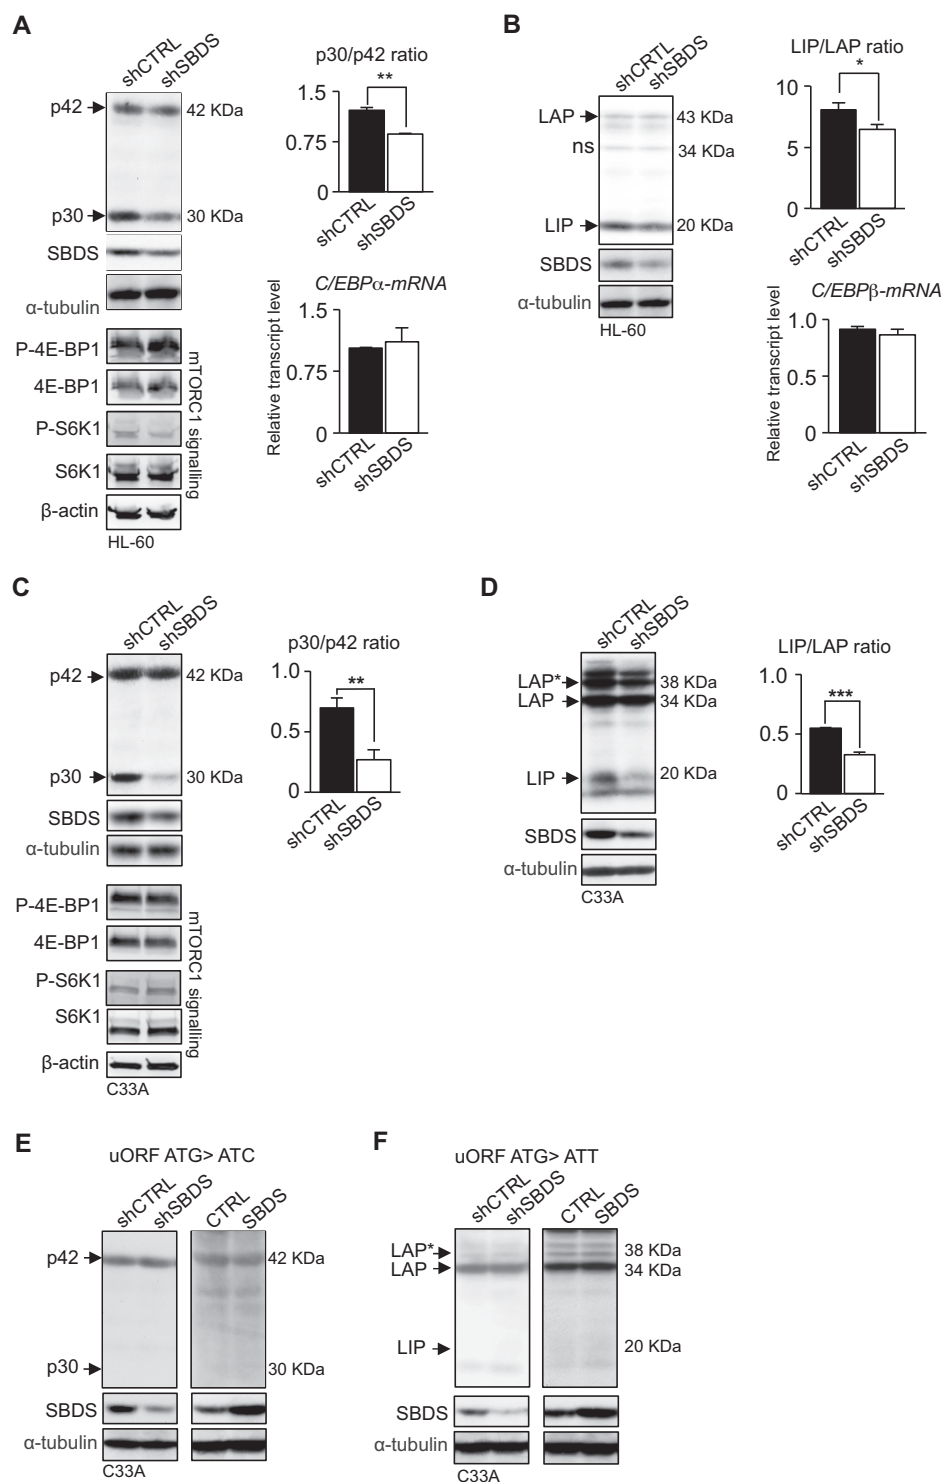 A
shCTRL
shSBDS
p42
42 KDa
p30
30 KDa
SBDS
α-tubulin
P-4E-BP1
4E-BP1
P-S6K1
S6K1
β-actin
mTORC1 signalling
HL-60
p30/p42 ratio
**
1.5
0.75
0
shCTRL
shSBDS
C/EBPα-mRNA
Relative transcript level
1.5
0.75
0
shCTRL
shSBDS
B
shCRTL
shSBDS
LAP
43 KDa
ns
34 KDa
LIP
20 KDa
SBDS
α-tubulin
HL-60
LIP/LAP ratio
*
10
5
0
shCTRL
shSBDS
C/EBPβ-mRNA
Relative transcript level
1.0
0.5
0
shCTRL
shSBDS
C
shCTRL
shSBDS
p42
42 KDa
p30
30 KDa
SBDS
α-tubulin
P-4E-BP1
4E-BP1
P-S6K1
S6K1
β-actin
mTORC1 signalling
C33A
p30/p42 ratio
**
1.0
0.5
0
shCTRL
shSBDS
D
shCTRL
shSBDS
LAP*
38 KDa
LAP
34 KDa
LIP
20 KDa
SBDS
α-tubulin
C33A
LIP/LAP ratio
***
1.0
0.5
0
shCTRL
shSBDS
E
uORF ATG> ATC
shCTRL
shSBDS
CTRL
SBDS
p42
42 KDa
p30
30 KDa
SBDS
α-tubulin
C33A
F
uORF ATG> ATT
shCTRL
shSBDS
CTRL
SBDS
LAP*
38 KDa
LAP
34 KDa
LIP
20 KDa
SBDS
α-tubulin
C33A